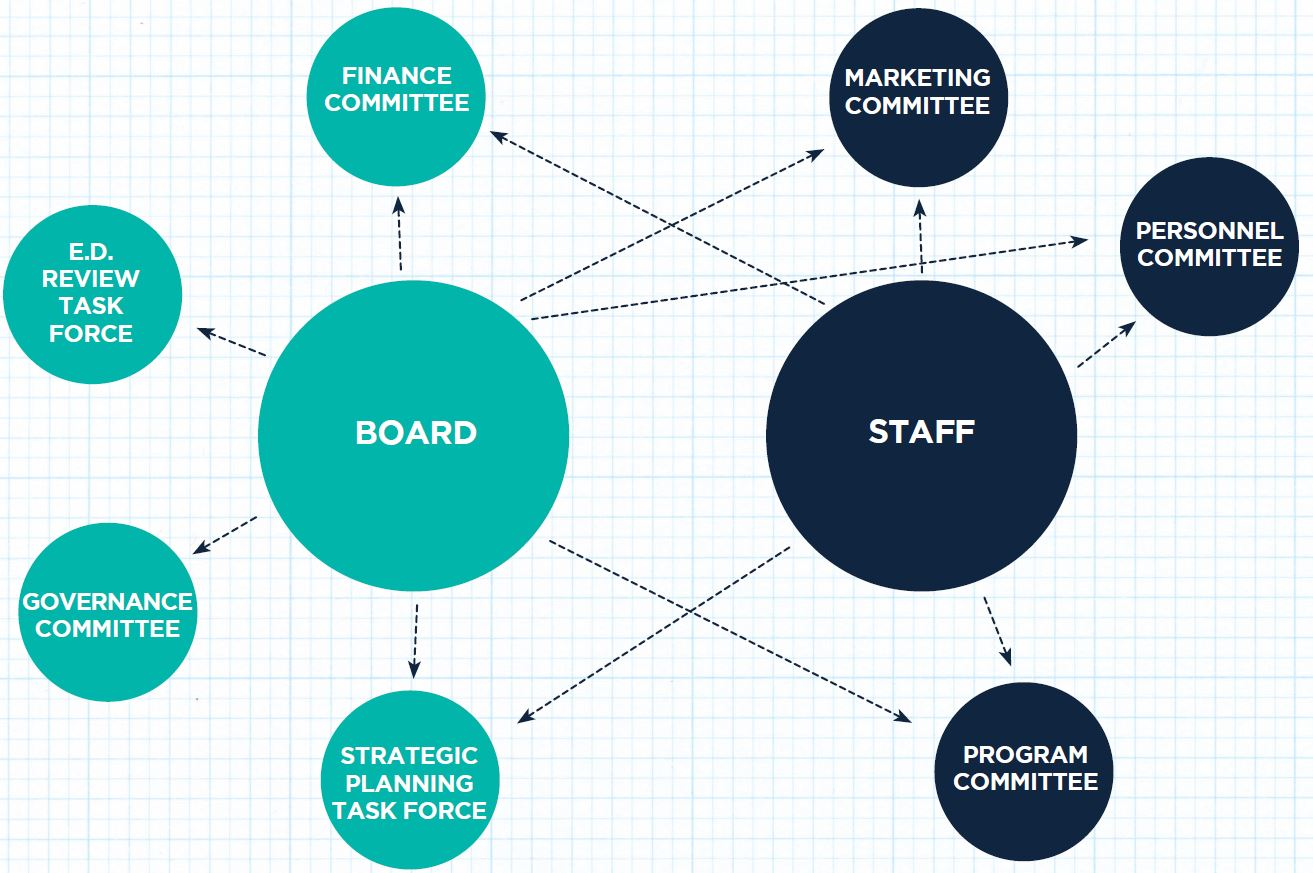 FINANCE
COMMITTEE
MARKETING
COMMITTEE
PERSONNEL
COMMITTEE
E.D.
REVIEW
TASK
FORCE
BOARD
STAFF
GOVERNANCE
COMMITTEE
STRATEGIC
PLANNING
TASK FORCE
PROGRAM
COMMITTEE